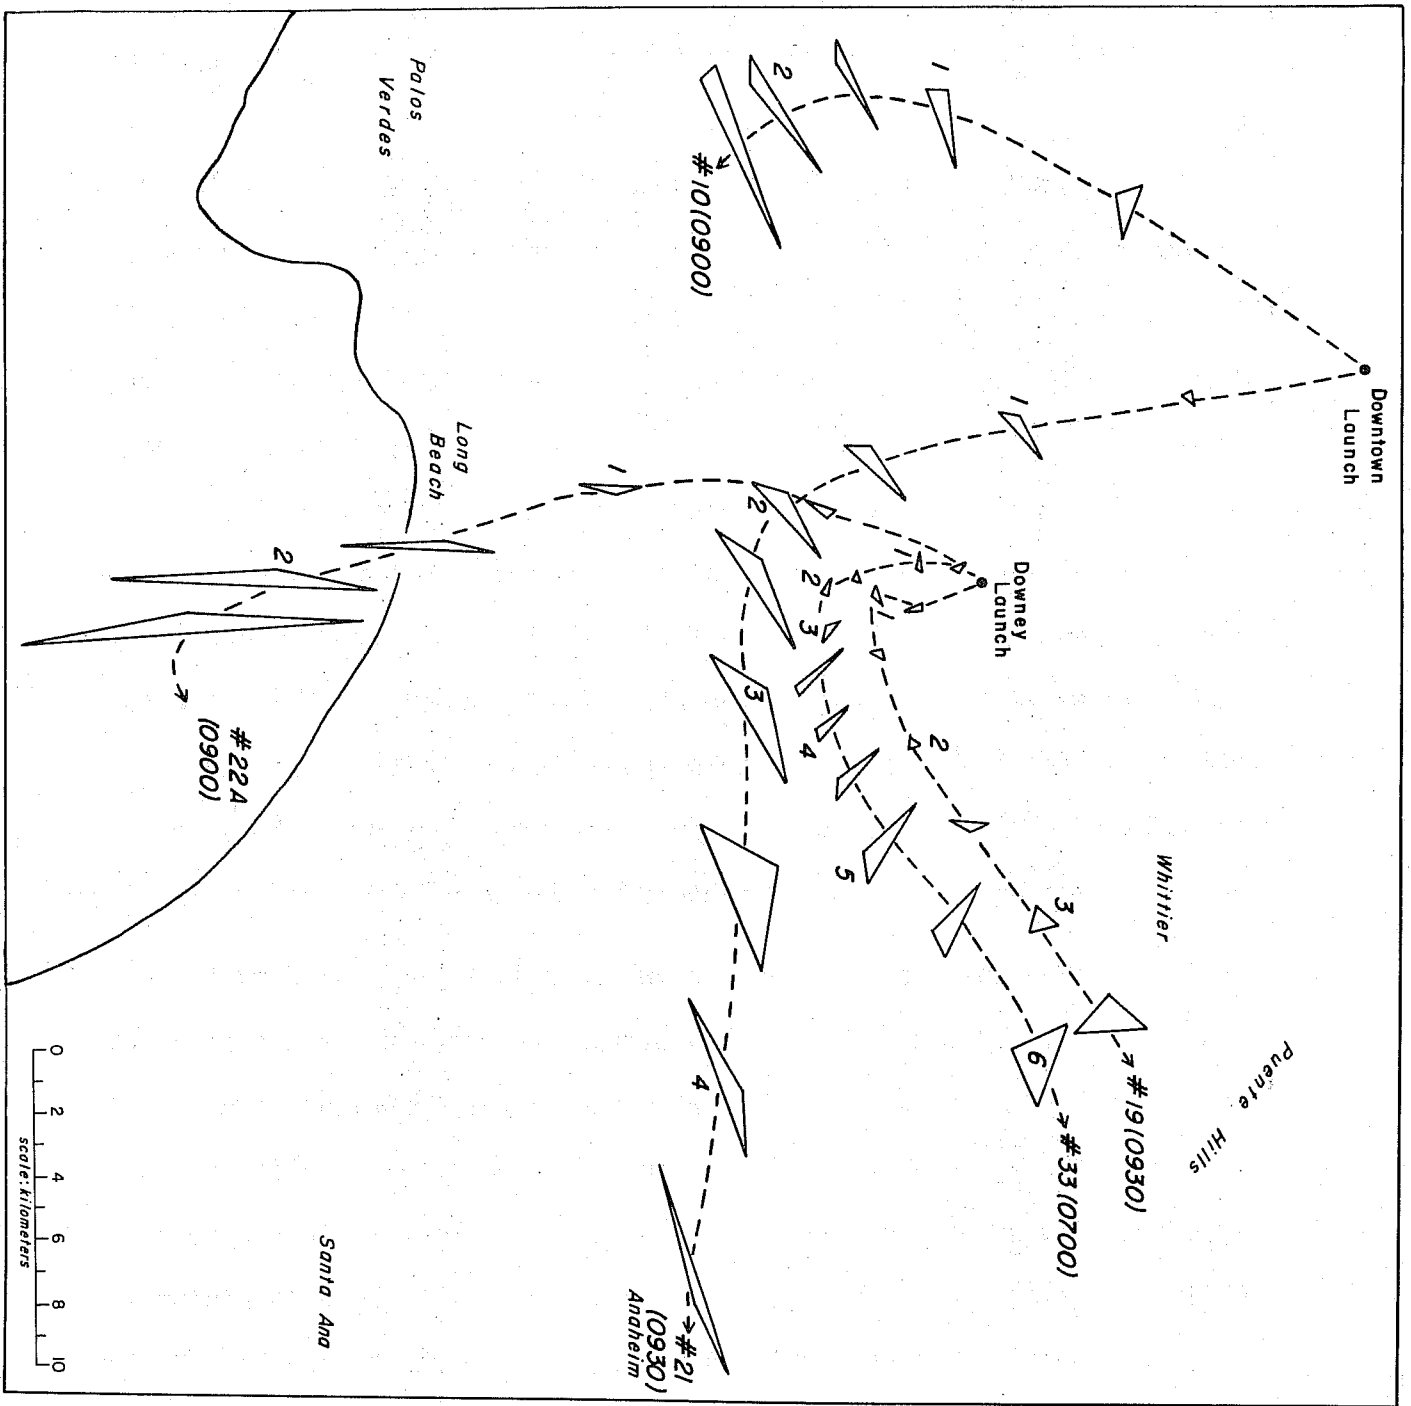 Downtown
Launch
Downey
Launch
Whittier
Puente Hills
Palos
Verdes
Long
Beach
Santa Ana
1
2
#10(0900)
1
2
3
4
#21
(0930)
Anaheim
1
2
#22A
(0900)
1
2
3
#19(0930)
1
2
3
4
5
6
#33(0700)
0 2 4 6 8 10
scale:kilometers